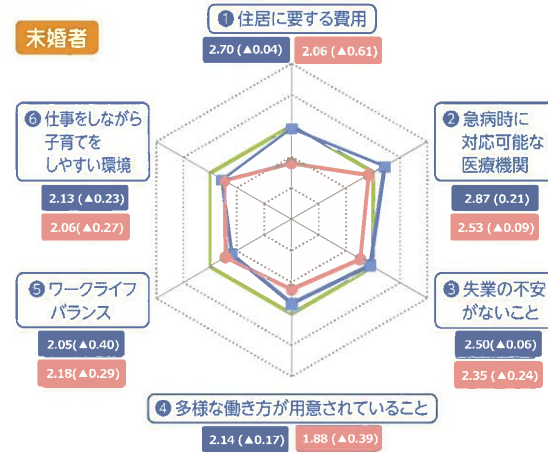 未婚者
❶ 住居に要する費用
2.70 (▲0.04) 2.06 (▲0.61)
❷ 急病時に
対応可能な
医療機関
2.87 (0.21)
2.53 (▲0.09)
❸ 失業の不安
がないこと
2.50 (▲0.06)
2.35 (▲0.24)
❹ 多様な働き方が用意されていること
2.14 (▲0.17) 1.88 (▲0.39)
❺ ワークライフ
バランス
2.05(▲0.40)
2.18(▲0.29)
❻ 仕事をしながら
子育てを
しやすい環境
2.13 (▲0.23)
2.06(▲0.27)